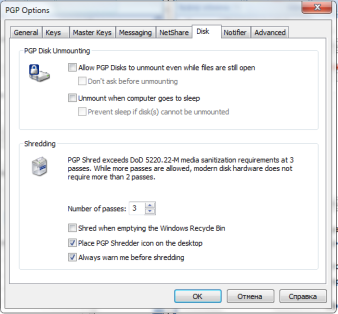 PGP Options
General Keys Master Keys Messaging NetShare Disk Notifier Advanced
PGP Disk Unmounting
Allow PGP Disks to unmount even while files are still open
Don't ask before unmounting
Unmount when computer goes to sleep
Prevent sleep if disk(s) cannot be unmounted
Shredding
PGP Shred exceeds DoD 5220.22-M media sanitization requirements at 3
passes. While more passes are allowed, modern disk hardware does not
require more than 2 passes.
Number of passes: 3
Shred when emptying the Windows Recycle Bin
Place PGP Shredder icon on the desktop
Always warn me before shredding
OK Отмена Справка